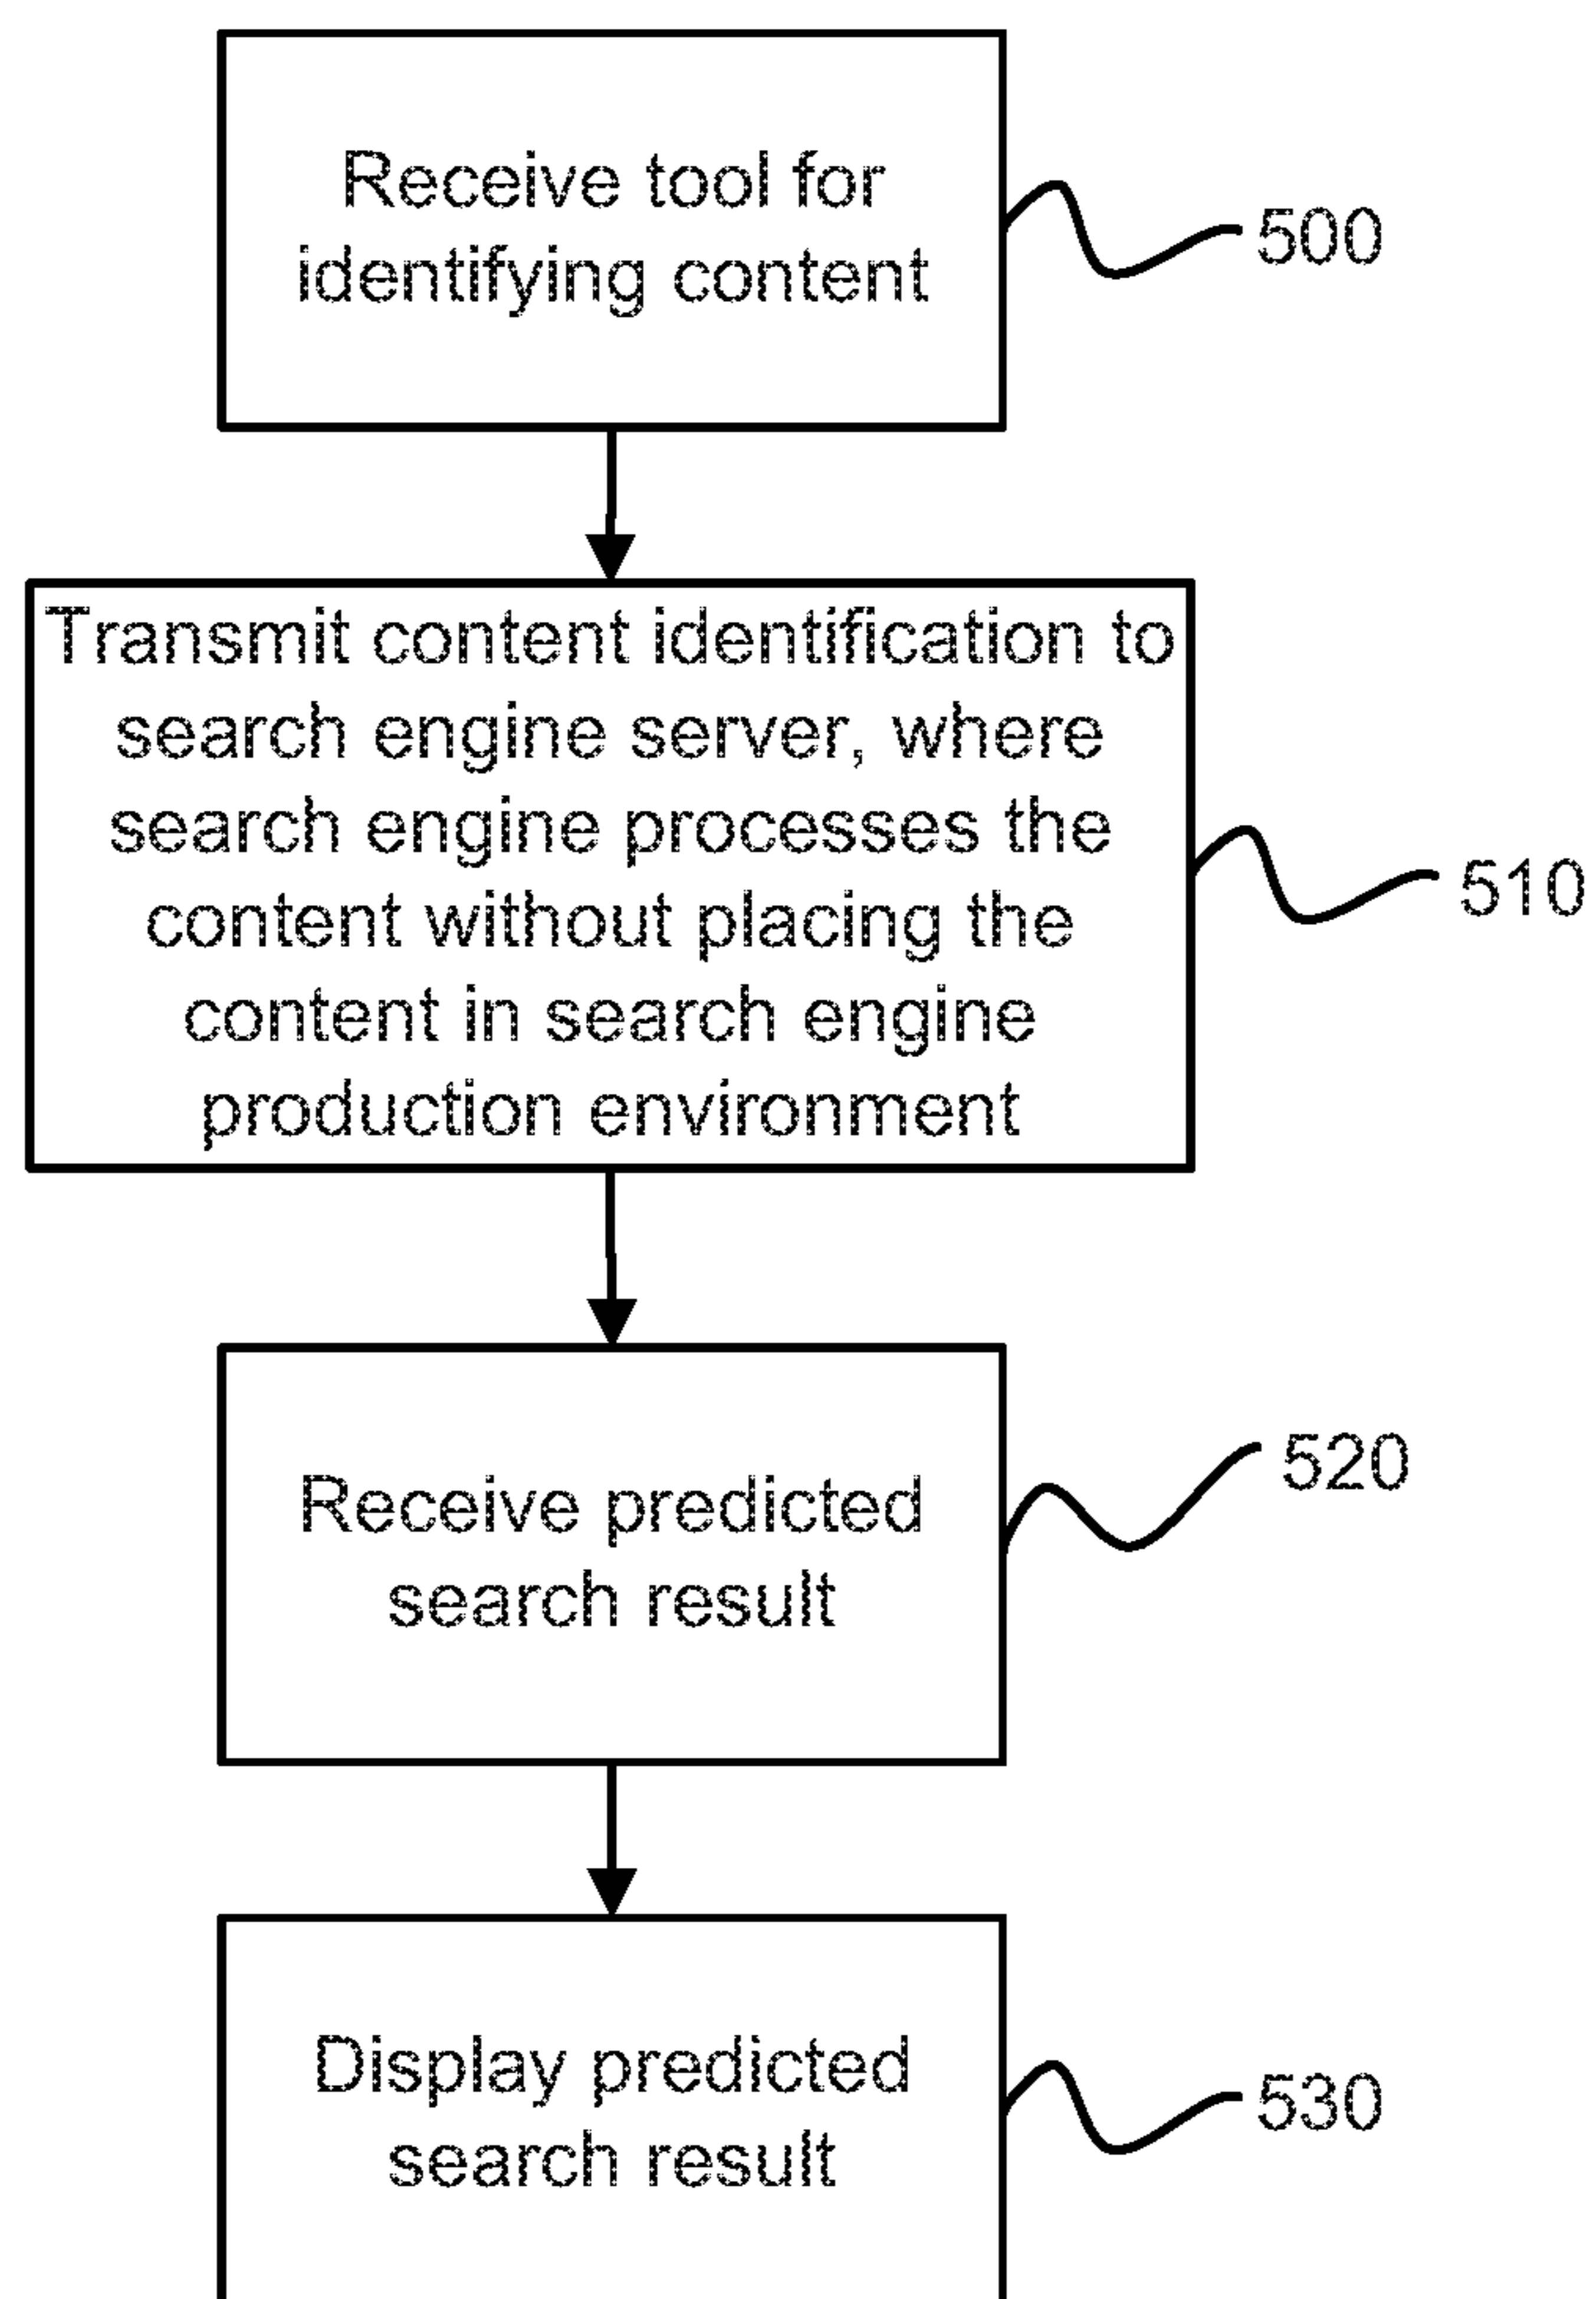 Receive tool for
identifying content
500
Transmit content identification to
search engine server, where
search engine processes the
content without placing the
content in search engine
production environment
510
Receive predicted
search result
520
Display predicted
search result
530